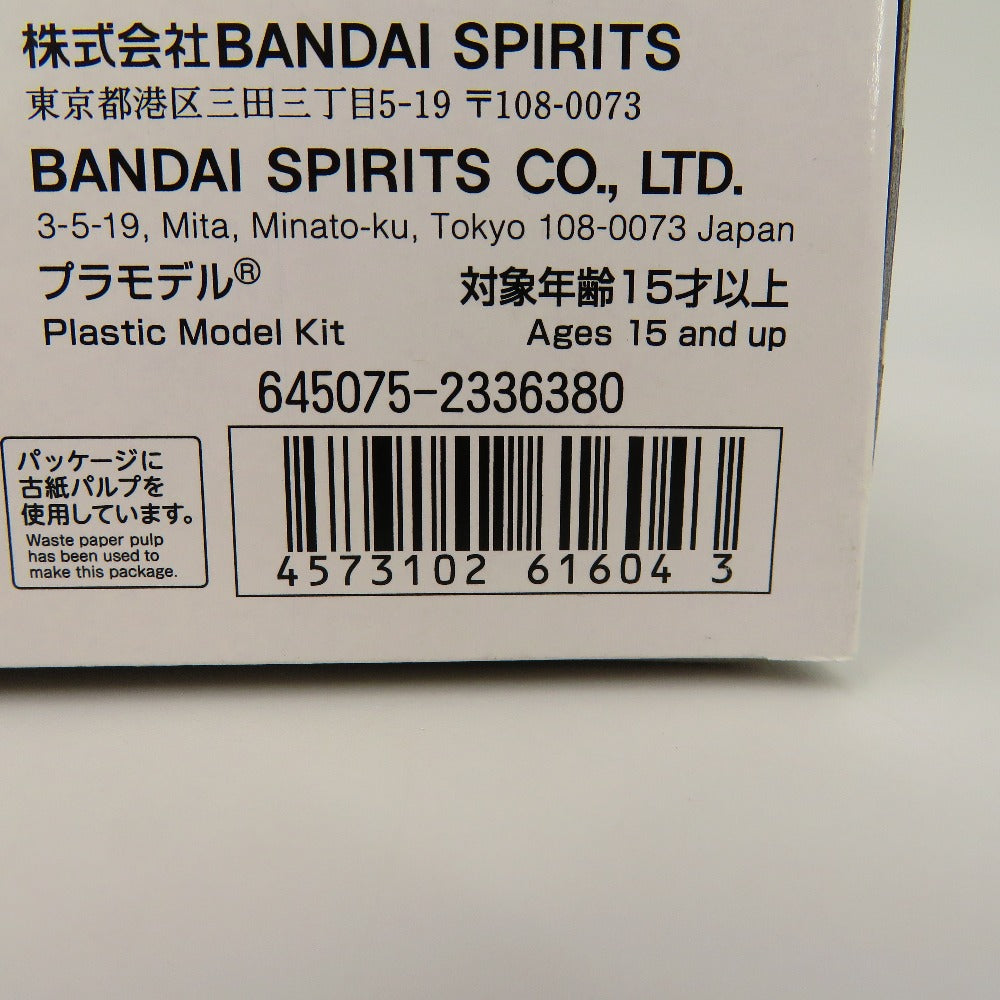 株式会社BANDAI SPIRITS
東京都港区三田三丁目5-19 〒108-0073
BANDAI SPIRITS CO., LTD.
3-5-19, Mita, Minato-ku, Tokyo 108-0073 Japan
プラモデル® 対象年齢15才以上
Plastic Model Kit Ages 15 and up
645075-2336380
パッケージに
古紙パルプを
使用しています。
Waste paper pulp
has been used to
make this package.
4573102 61604 3